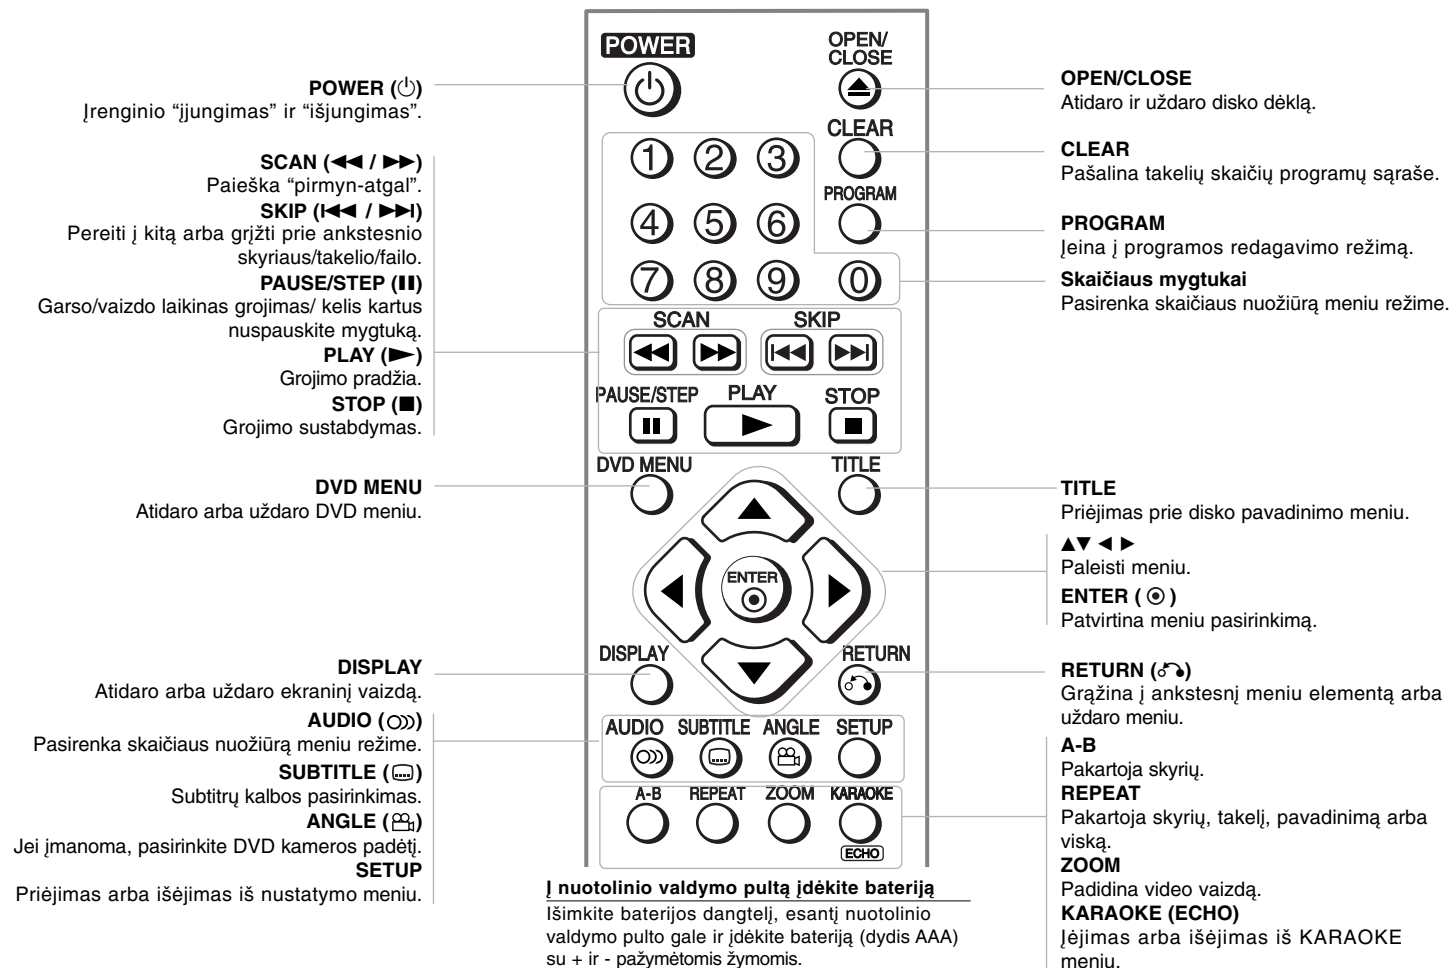 POWER (⏻)
Įrenginio “įjungimas” ir “išjungimas”.
SCAN (◀◀ / ▶▶)
Paieška “pirmyn-atgal”.
SKIP (I◀◀ / ▶▶I)
Pereiti į kitą arba grįžti prie ankstesnio
skyriaus/takelio/failo.
PAUSE/STEP (II)
Garso/vaizdo laikinas grojimas/ kelis kartus
nuspauskite mygtuką.
PLAY (▶)
Grojimo pradžia.
STOP (■)
Grojimo sustabdymas.
DVD MENU
Atidaro arba uždaro DVD meniu.
DISPLAY
Atidaro arba uždaro ekraninį vaizdą.
AUDIO
Pasirenka skaičiaus nuožiūrą meniu režime.
SUBTITLE
Subtitrų kalbos pasirinkimas.
ANGLE
Jei įmanoma, pasirinkite DVD kameros padėtį.
SETUP
Priėjimas arba išėjimas iš nustatymo meniu.
POWER
OPEN/
CLOSE
CLEAR
1 2 3
PROGRAM
4 5 6
7 8 9 0
SCAN SKIP
PAUSE/STEP PLAY STOP
DVD MENU TITLE
ENTER
DISPLAY RETURN
AUDIO SUBTITLE ANGLE SETUP
A-B REPEAT ZOOM KARAOKE
ECHO
Į nuotolinio valdymo pultą įdėkite bateriją
Išimkite baterijos dangtelį, esantį nuotolinio
valdymo pulto gale ir įdėkite bateriją (dydis AAA)
su + ir - pažymėtomis žymomis.
OPEN/CLOSE
Atidaro ir uždaro disko dėklą.
CLEAR
Pašalina takelių skaičių programų sąraše.
PROGRAM
Įeina į programos redagavimo režimą.
Skaičiaus mygtukai
Pasirenka skaičiaus nuožiūrą meniu režime.
TITLE
Priėjimas prie disko pavadinimo meniu.
▲▼ ◀ ▶
Paleisti meniu.
ENTER ( ⊙ )
Patvirtina meniu pasirinkimą.
RETURN
Grąžina į ankstesnį meniu elementą arba
uždaro meniu.
A-B
Pakartoja skyrių.
REPEAT
Pakartoja skyrių, takelį, pavadinimą arba
viską.
ZOOM
Padidina video vaizdą.
KARAOKE (ECHO)
Įėjimas arba išėjimas iš KARAOKE
meniu.